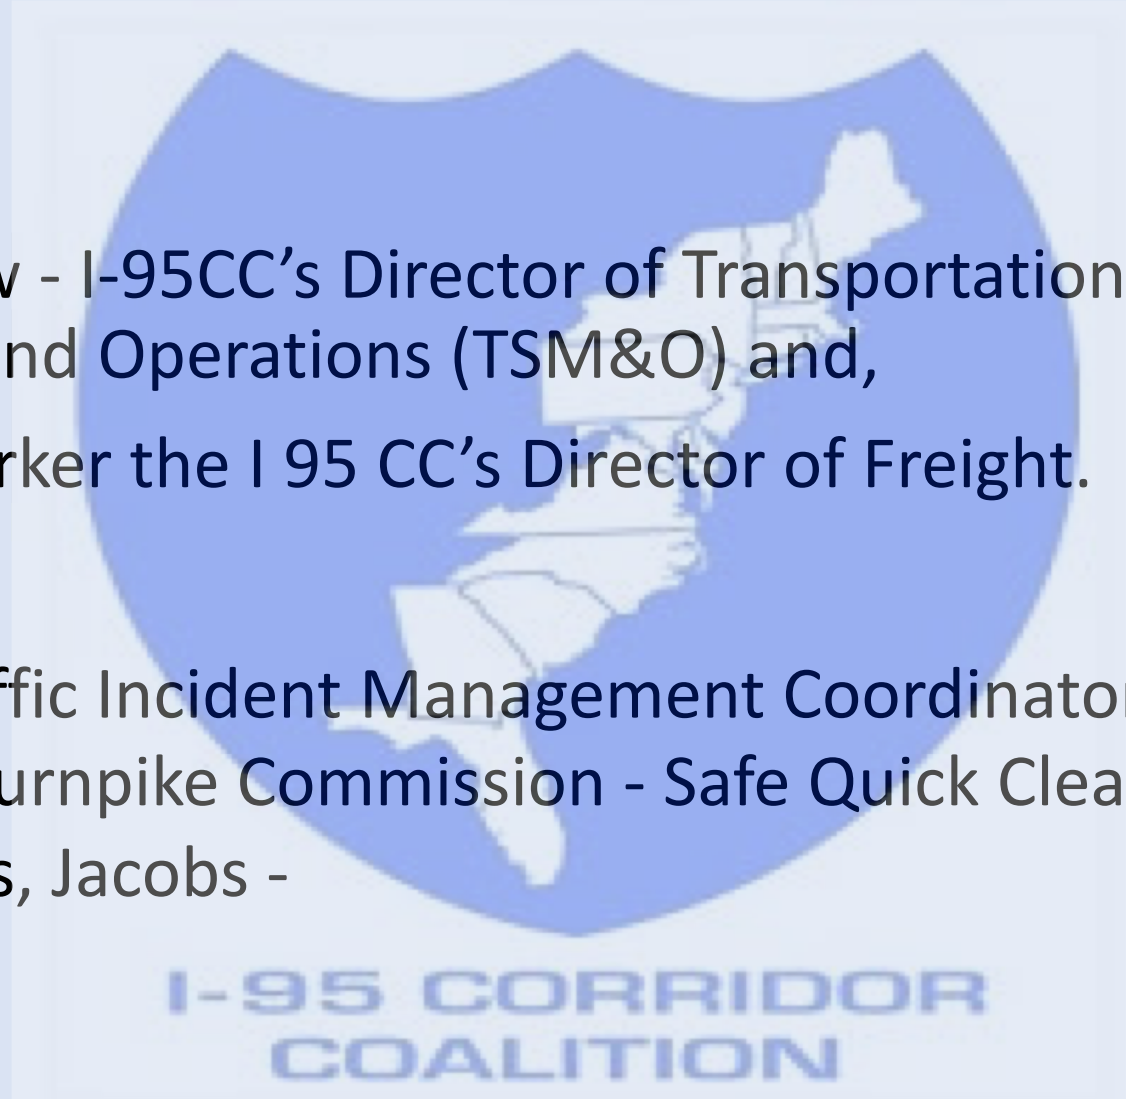 w - I-95CC’s Director of Transportation
nd Operations (TSM&O) and,
rker the I 95 CC’s Director of Freight.
ffic Incident Management Coordinator
urnpike Commission - Safe Quick Clea
s, Jacobs -
I-95 CORRIDOR
COALITION